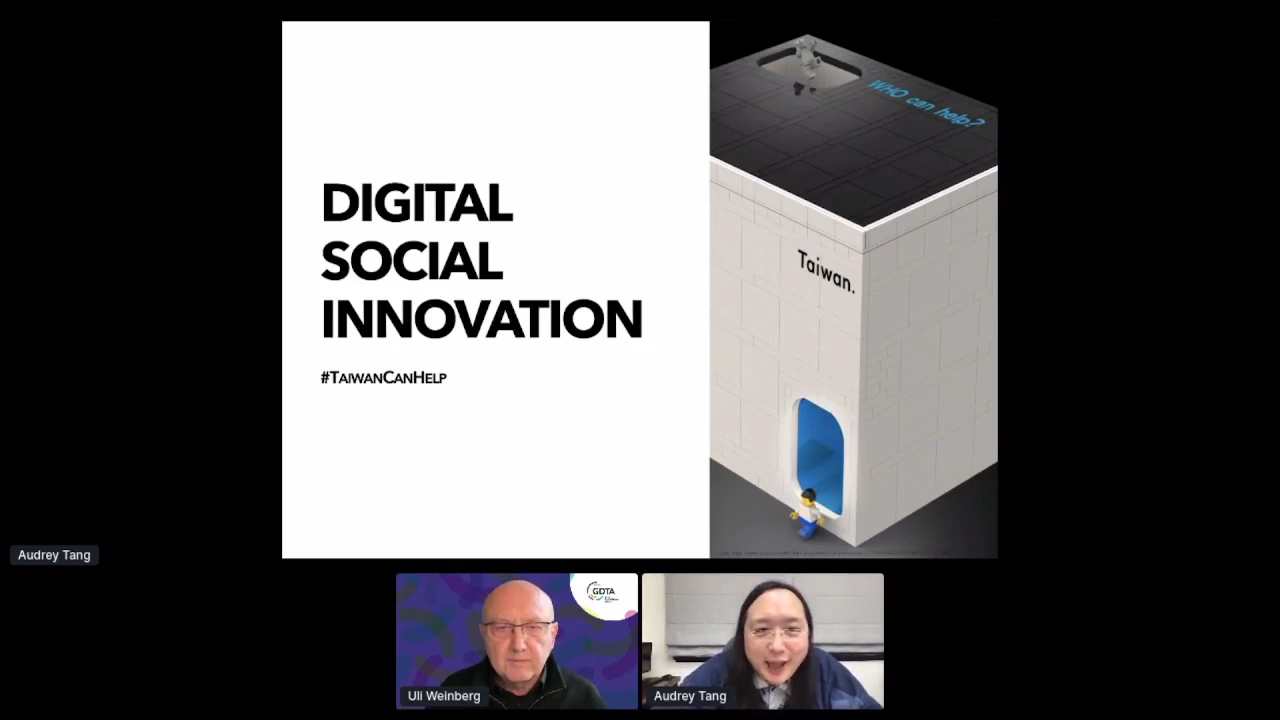 DIGITAL
SOCIAL
INNOVATION
#TAIWANCANHELP
WHO can help?
Taiwan.
Audrey Tang
GDTA
Uli Weinberg
Audrey Tang